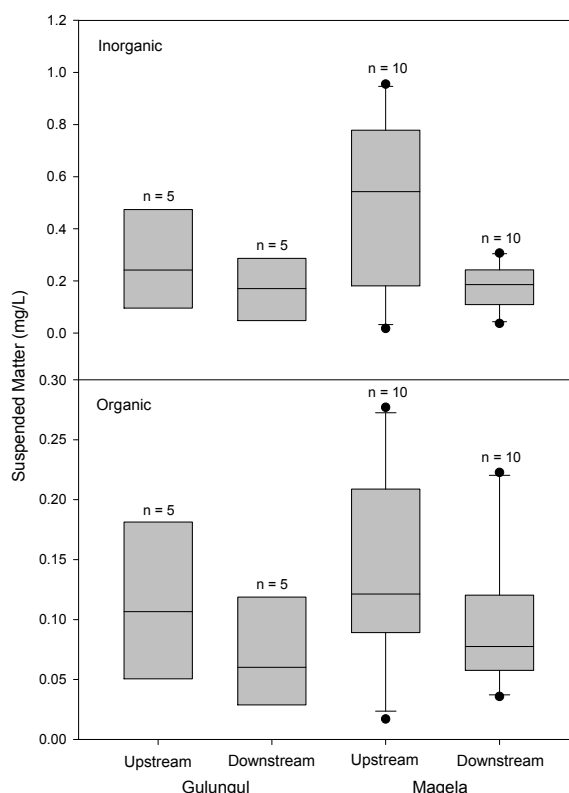 1.2
Inorganic
n = 10
1.0
0.8
n = 5
0.6
n = 5
n = 10
0.4
0.2
0.0
Suspended Matter (mg/L)
0.30
Organic
n = 10
0.25
n = 10
0.20
n = 5
0.15
n = 5
0.10
0.05
0.00
Upstream Downstream Upstream Downstream
Gulungul Magela